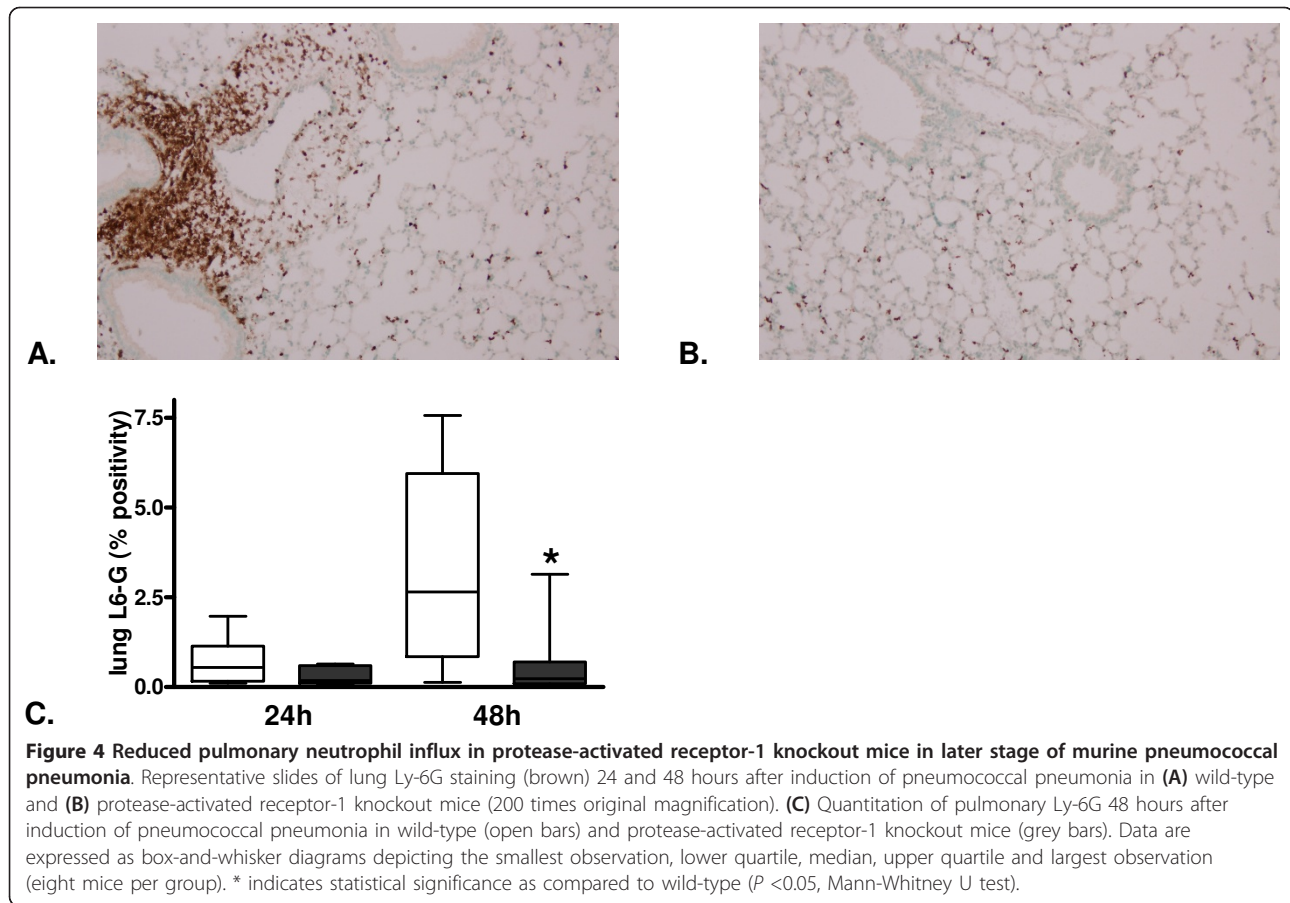 A.
B.
lung L6-G (% positivity)
7.5
5.0
2.5
0.0
*
24h
48h
C.
Figure 4 Reduced pulmonary neutrophil influx in protease-activated receptor-1 knockout mice in later stage of murine pneumococcal
pneumonia. Representative slides of lung Ly-6G staining (brown) 24 and 48 hours after induction of pneumococcal pneumonia in (A) wild-type
and (B) protease-activated receptor-1 knockout mice (200 times original magnification). (C) Quantitation of pulmonary Ly-6G 48 hours after
induction of pneumococcal pneumonia in wild-type (open bars) and protease-activated receptor-1 knockout mice (grey bars). Data are
expressed as box-and-whisker diagrams depicting the smallest observation, lower quartile, median, upper quartile and largest observation
(eight mice per group). * indicates statistical significance as compared to wild-type (P <0.05, Mann-Whitney U test).